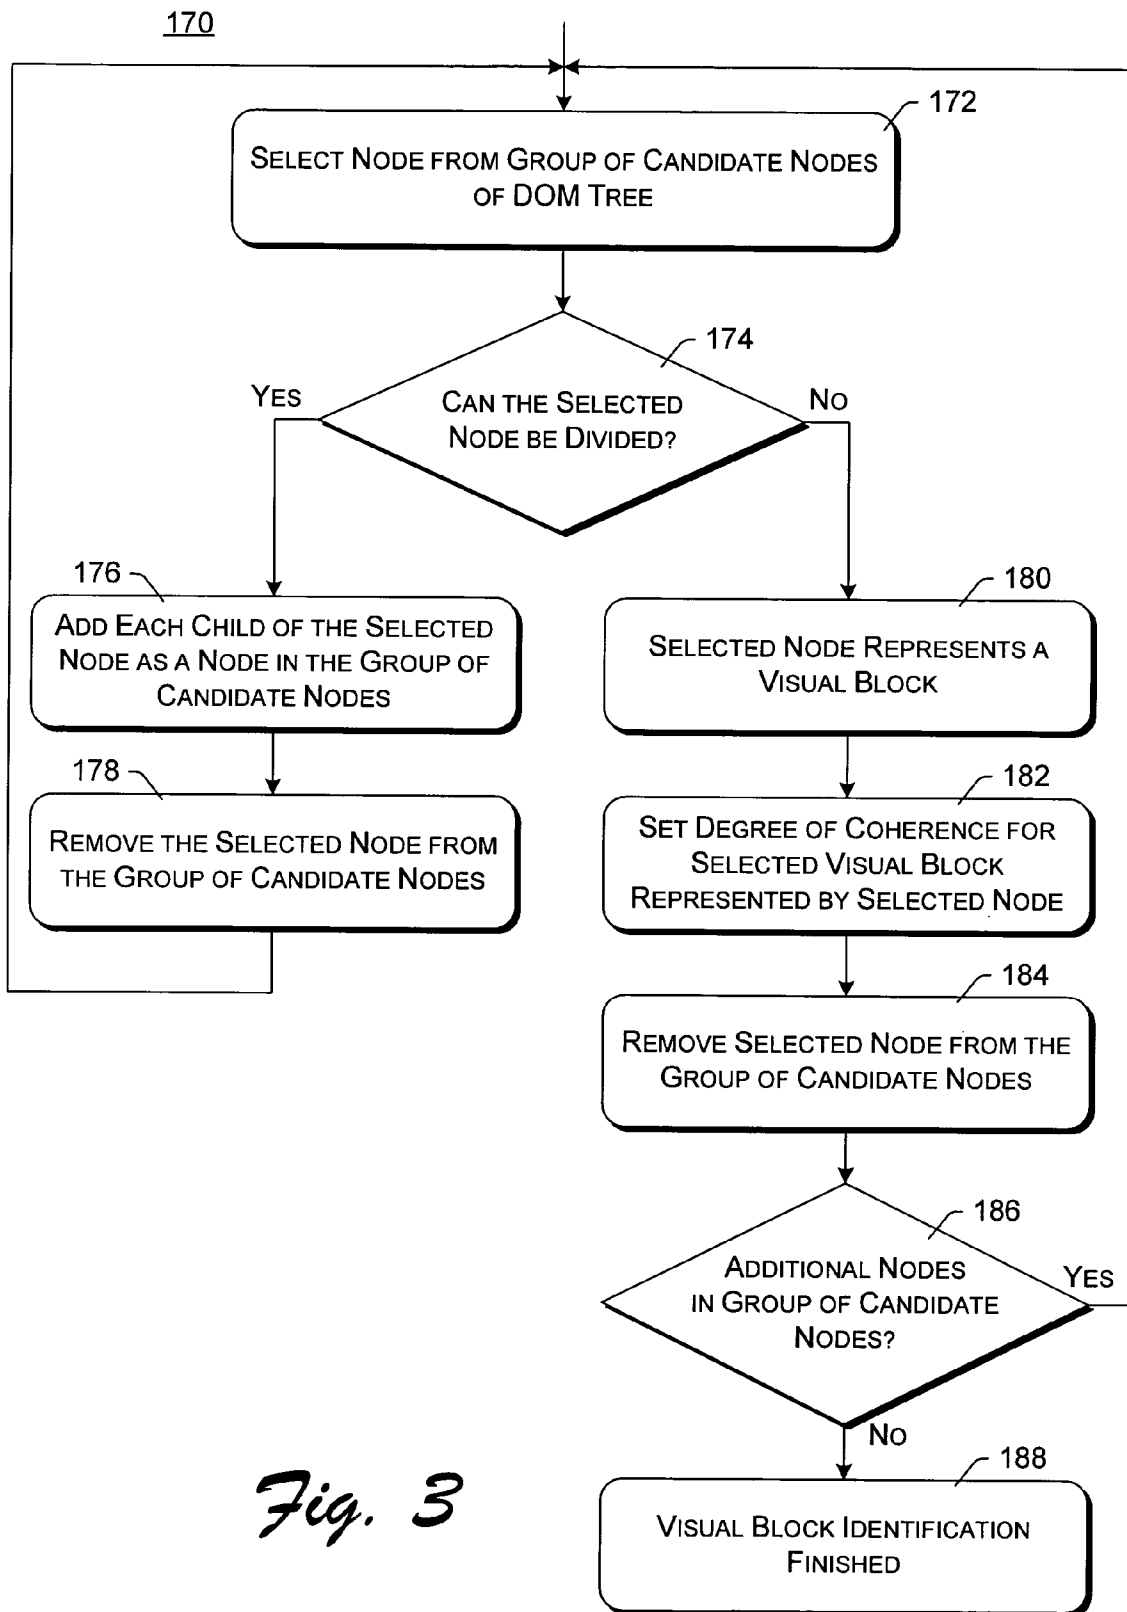 170
172
SELECT NODE FROM GROUP OF CANDIDATE NODES
OF DOM TREE
174
YES
CAN THE SELECTED
NODE BE DIVIDED?
NO
176
ADD EACH CHILD OF THE SELECTED
NODE AS A NODE IN THE GROUP OF
CANDIDATE NODES
178
REMOVE THE SELECTED NODE FROM
THE GROUP OF CANDIDATE NODES
180
SELECTED NODE REPRESENTS A
VISUAL BLOCK
182
SET DEGREE OF COHERENCE FOR
SELECTED VISUAL BLOCK
REPRESENTED BY SELECTED NODE
184
REMOVE SELECTED NODE FROM THE
GROUP OF CANDIDATE NODES
186
ADDITIONAL NODES
IN GROUP OF CANDIDATE
NODES?
YES
NO
188
VISUAL BLOCK IDENTIFICATION
FINISHED
Fig. 3